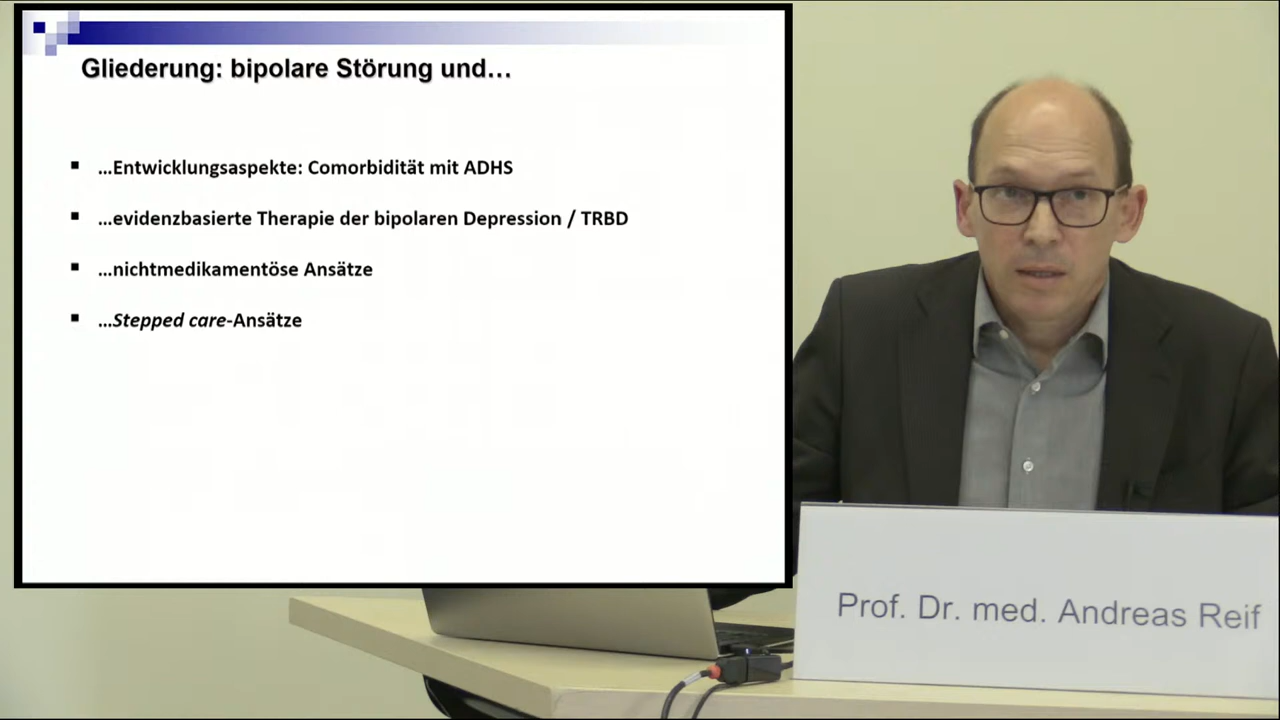 Gliederung: bipolare Störung und…
…Entwicklungsaspekte: Comorbidität mit ADHS
…evidenzbasierte Therapie der bipolaren Depression / TRBD
…nichtmedikamentöse Ansätze
…Stepped care-Ansätze
Prof. Dr. med. Andreas Reif